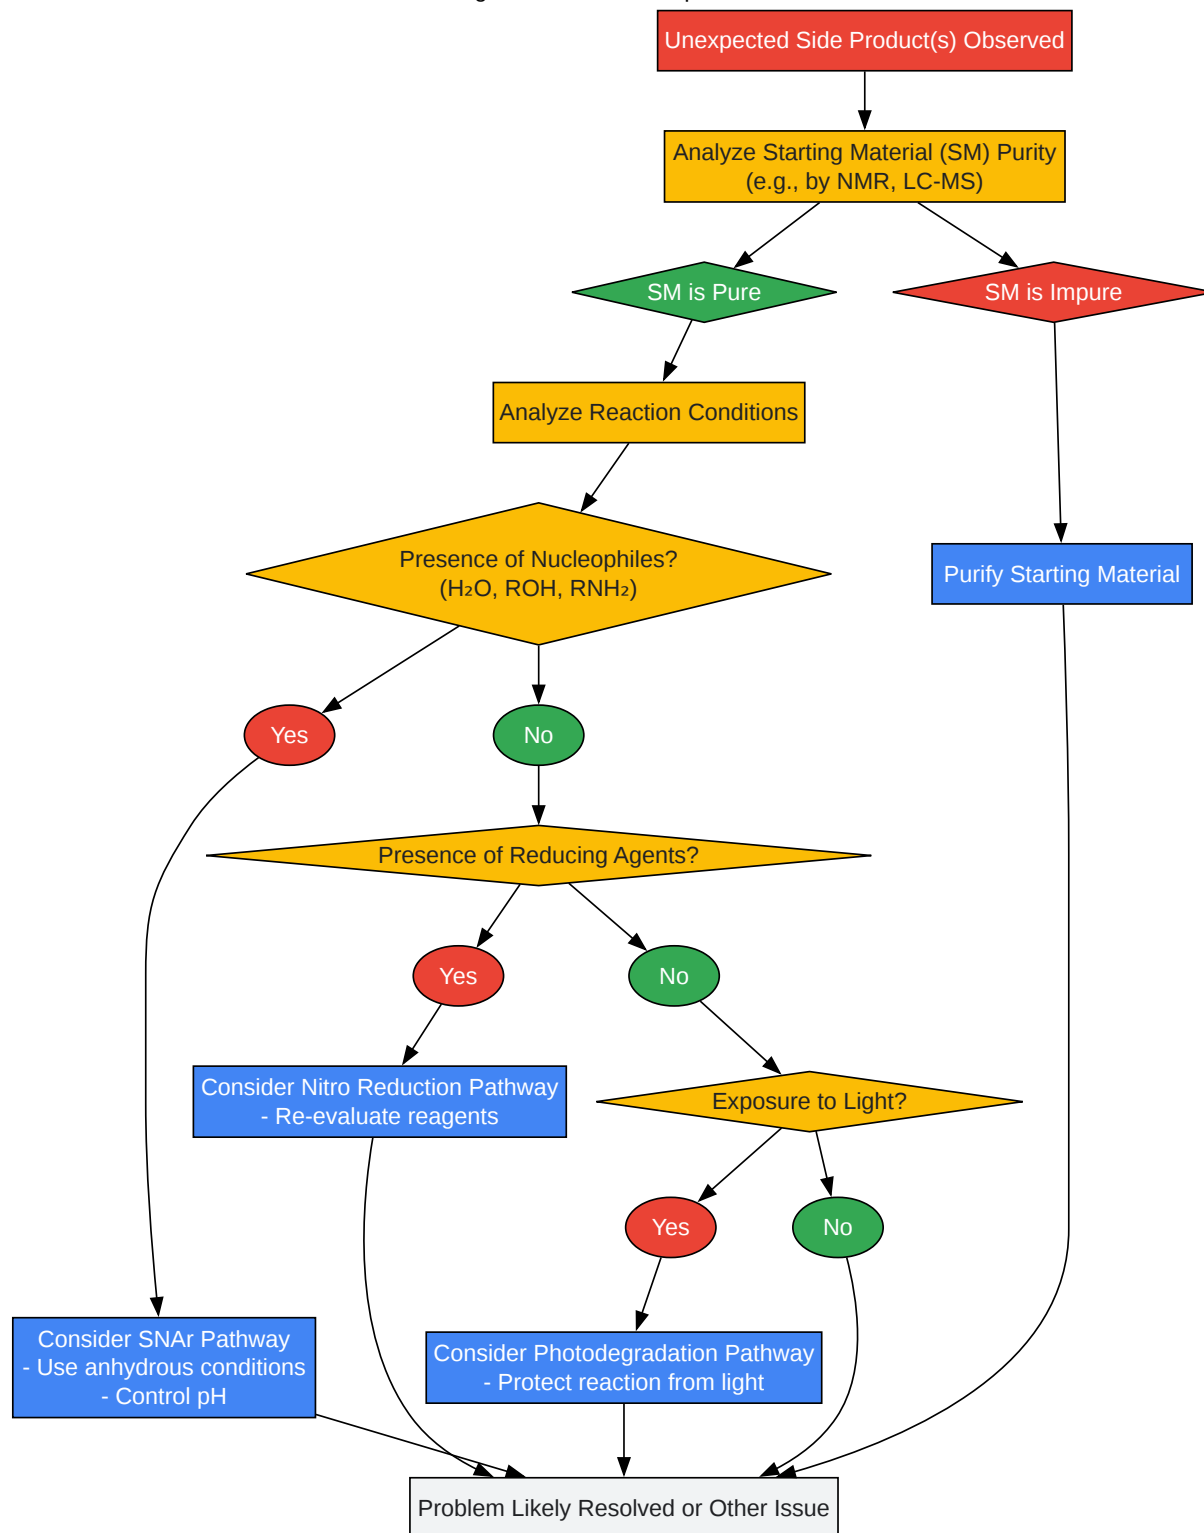 Unexpected Side Product(s) Observed
Analyze Starting Material (SM) Purity
(e.g., by NMR, LC-MS)
SM is Pure
SM is Impure
Analyze Reaction Conditions
Presence of Nucleophiles?
(H₂O, ROH, RNH₂)
Purify Starting Material
Yes
No
Presence of Reducing Agents?
Yes
No
Consider Nitro Reduction Pathway
- Re-evaluate reagents
Exposure to Light?
Yes
No
Consider SNAr Pathway
- Use anhydrous conditions
- Control pH
Consider Photodegradation Pathway
- Protect reaction from light
Problem Likely Resolved or Other Issue